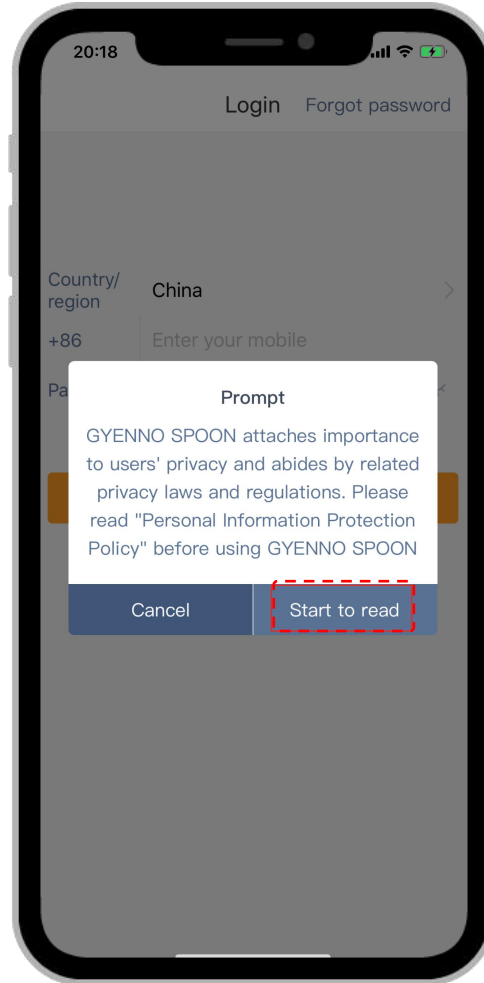 20:18
Login Forgot password
Country/
region
China
+86
Enter your mobile
Pa
Prompt
GYENNO SPOON attaches importance
to users' privacy and abides by related
privacy laws and regulations. Please
read "Personal Information Protection
Policy" before using GYENNO SPOON
Cancel
Start to read